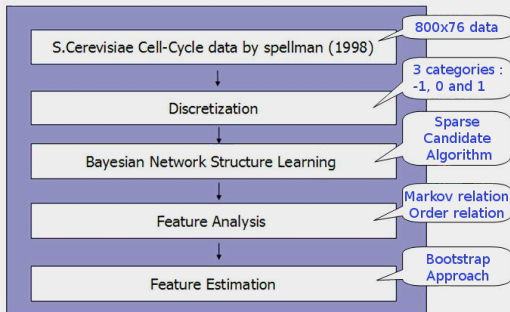 800x76 data
S.Cerevisiae Cell-Cycle data by spellman (1998)
3 categories :
-1, 0 and 1
Discretization
Sparse
Candidate
Algorithm
Bayesian Network Structure Learning
Markov relation
Order relation
Feature Analysis
Bootstrap
Approach
Feature Estimation